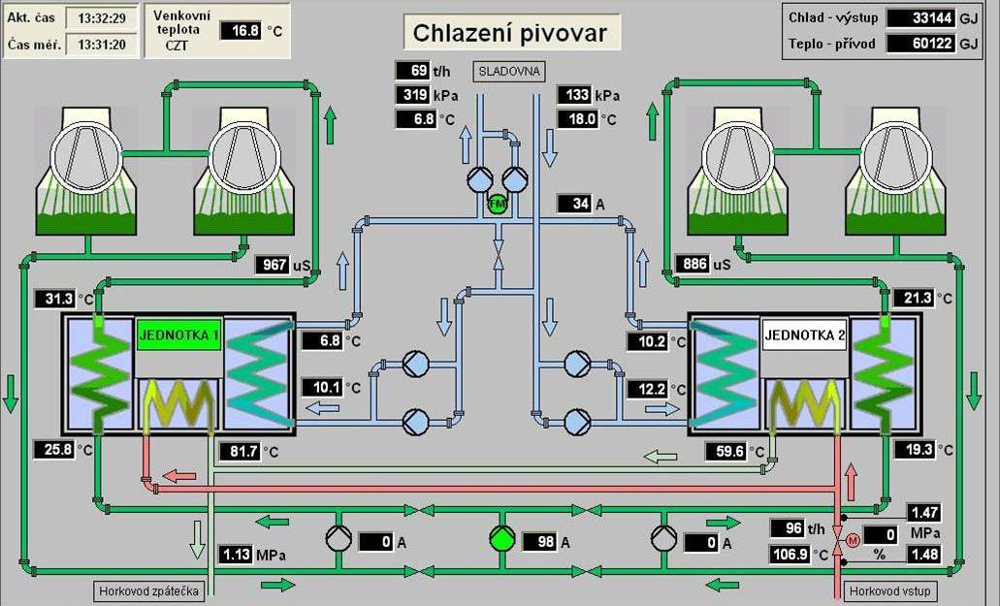 Akt. čas 13:32:29
Čas měř. 13:31:20
Venkovní
teplota
CZT
16.8 °C
Chlazení pivovar
Chlad - výstup 33144 GJ
Teplo - přívod 60122 GJ
SLADOVNA
69 t/h
319 kPa
6.8 °C
133 kPa
18.0 °C
FM
34 A
967 uS
886 uS
31.3 °C
21.3 °C
JEDNOTKA 1
6.8 °C
10.1 °C
JEDNOTKA 2
10.2 °C
12.2 °C
25.8 °C
81.7 °C
59.6 °C
19.3 °C
0 A
98 A
0 A
96 t/h
106.9 °C
M
0
%
1.47
MPa
1.48
1.13 MPa
Horkovod zpátečka
Horkovod vstup